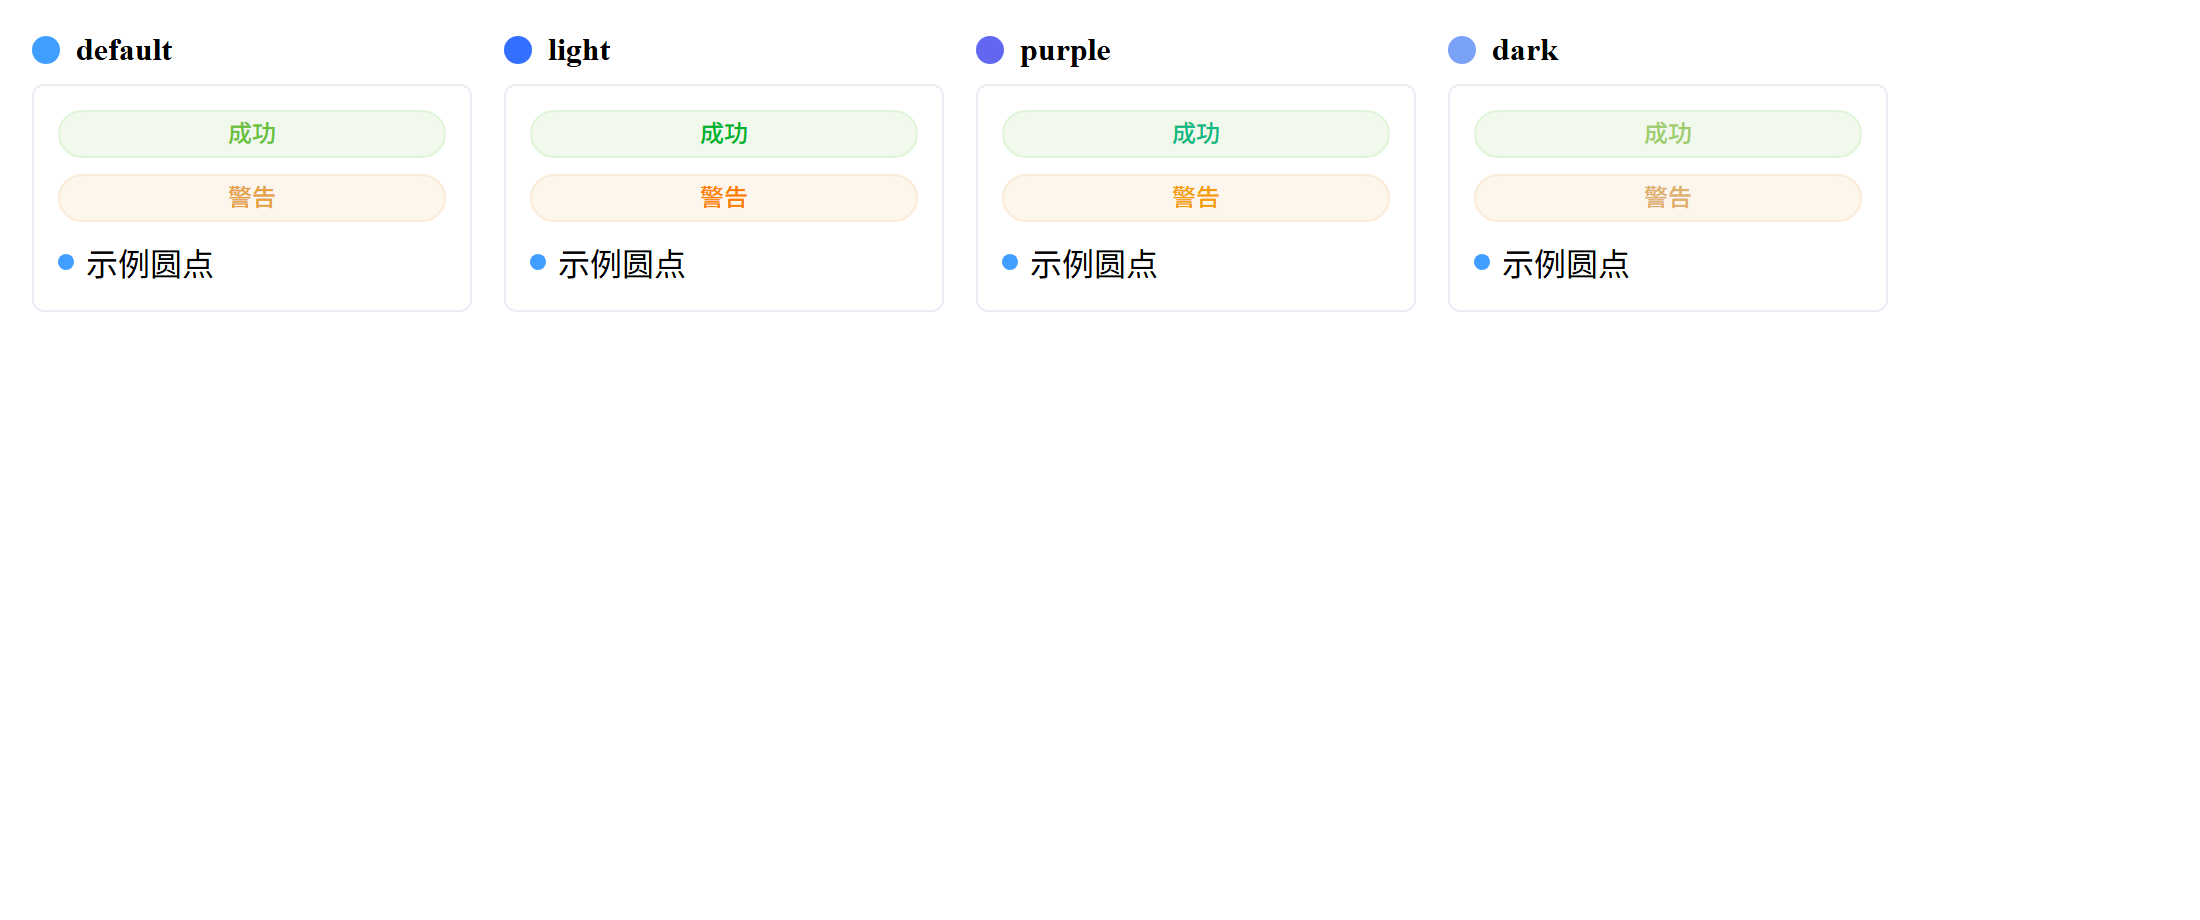 default
成功
警告
示例圆点
light
成功
警告
示例圆点
purple
成功
警告
示例圆点
dark
成功
警告
示例圆点